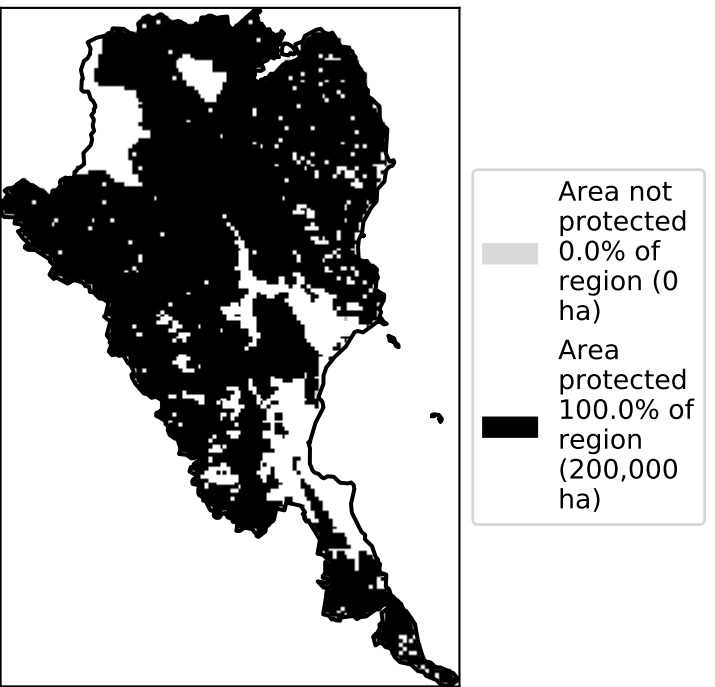 Area not
protected
0.0% of
region (0
ha)
Area
protected
100.0% of
region
(200,000
ha)